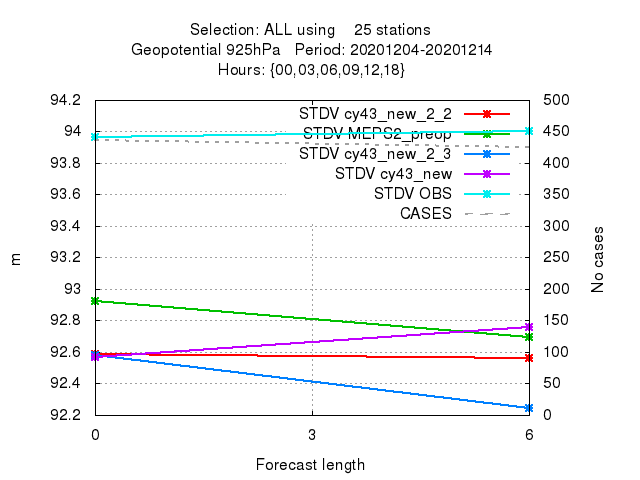 Selection: ALL using 25 stations
Geopotential 925hPa Period: 20201204-20201214
Hours: {00,03,06,09,12,18}
94.2 500
STDV cy43_new_2_2
94 STDV MEPS2_preop 450
93.8 STDV cy43_new_2_3 400
STDV cy43_new
93.6 STDV OBS 350
CASES
93.4 300
93.2 250
m No cases
93 200
92.8 150
92.6 100
92.4 50
92.2 0
0 3 6
Forecast length